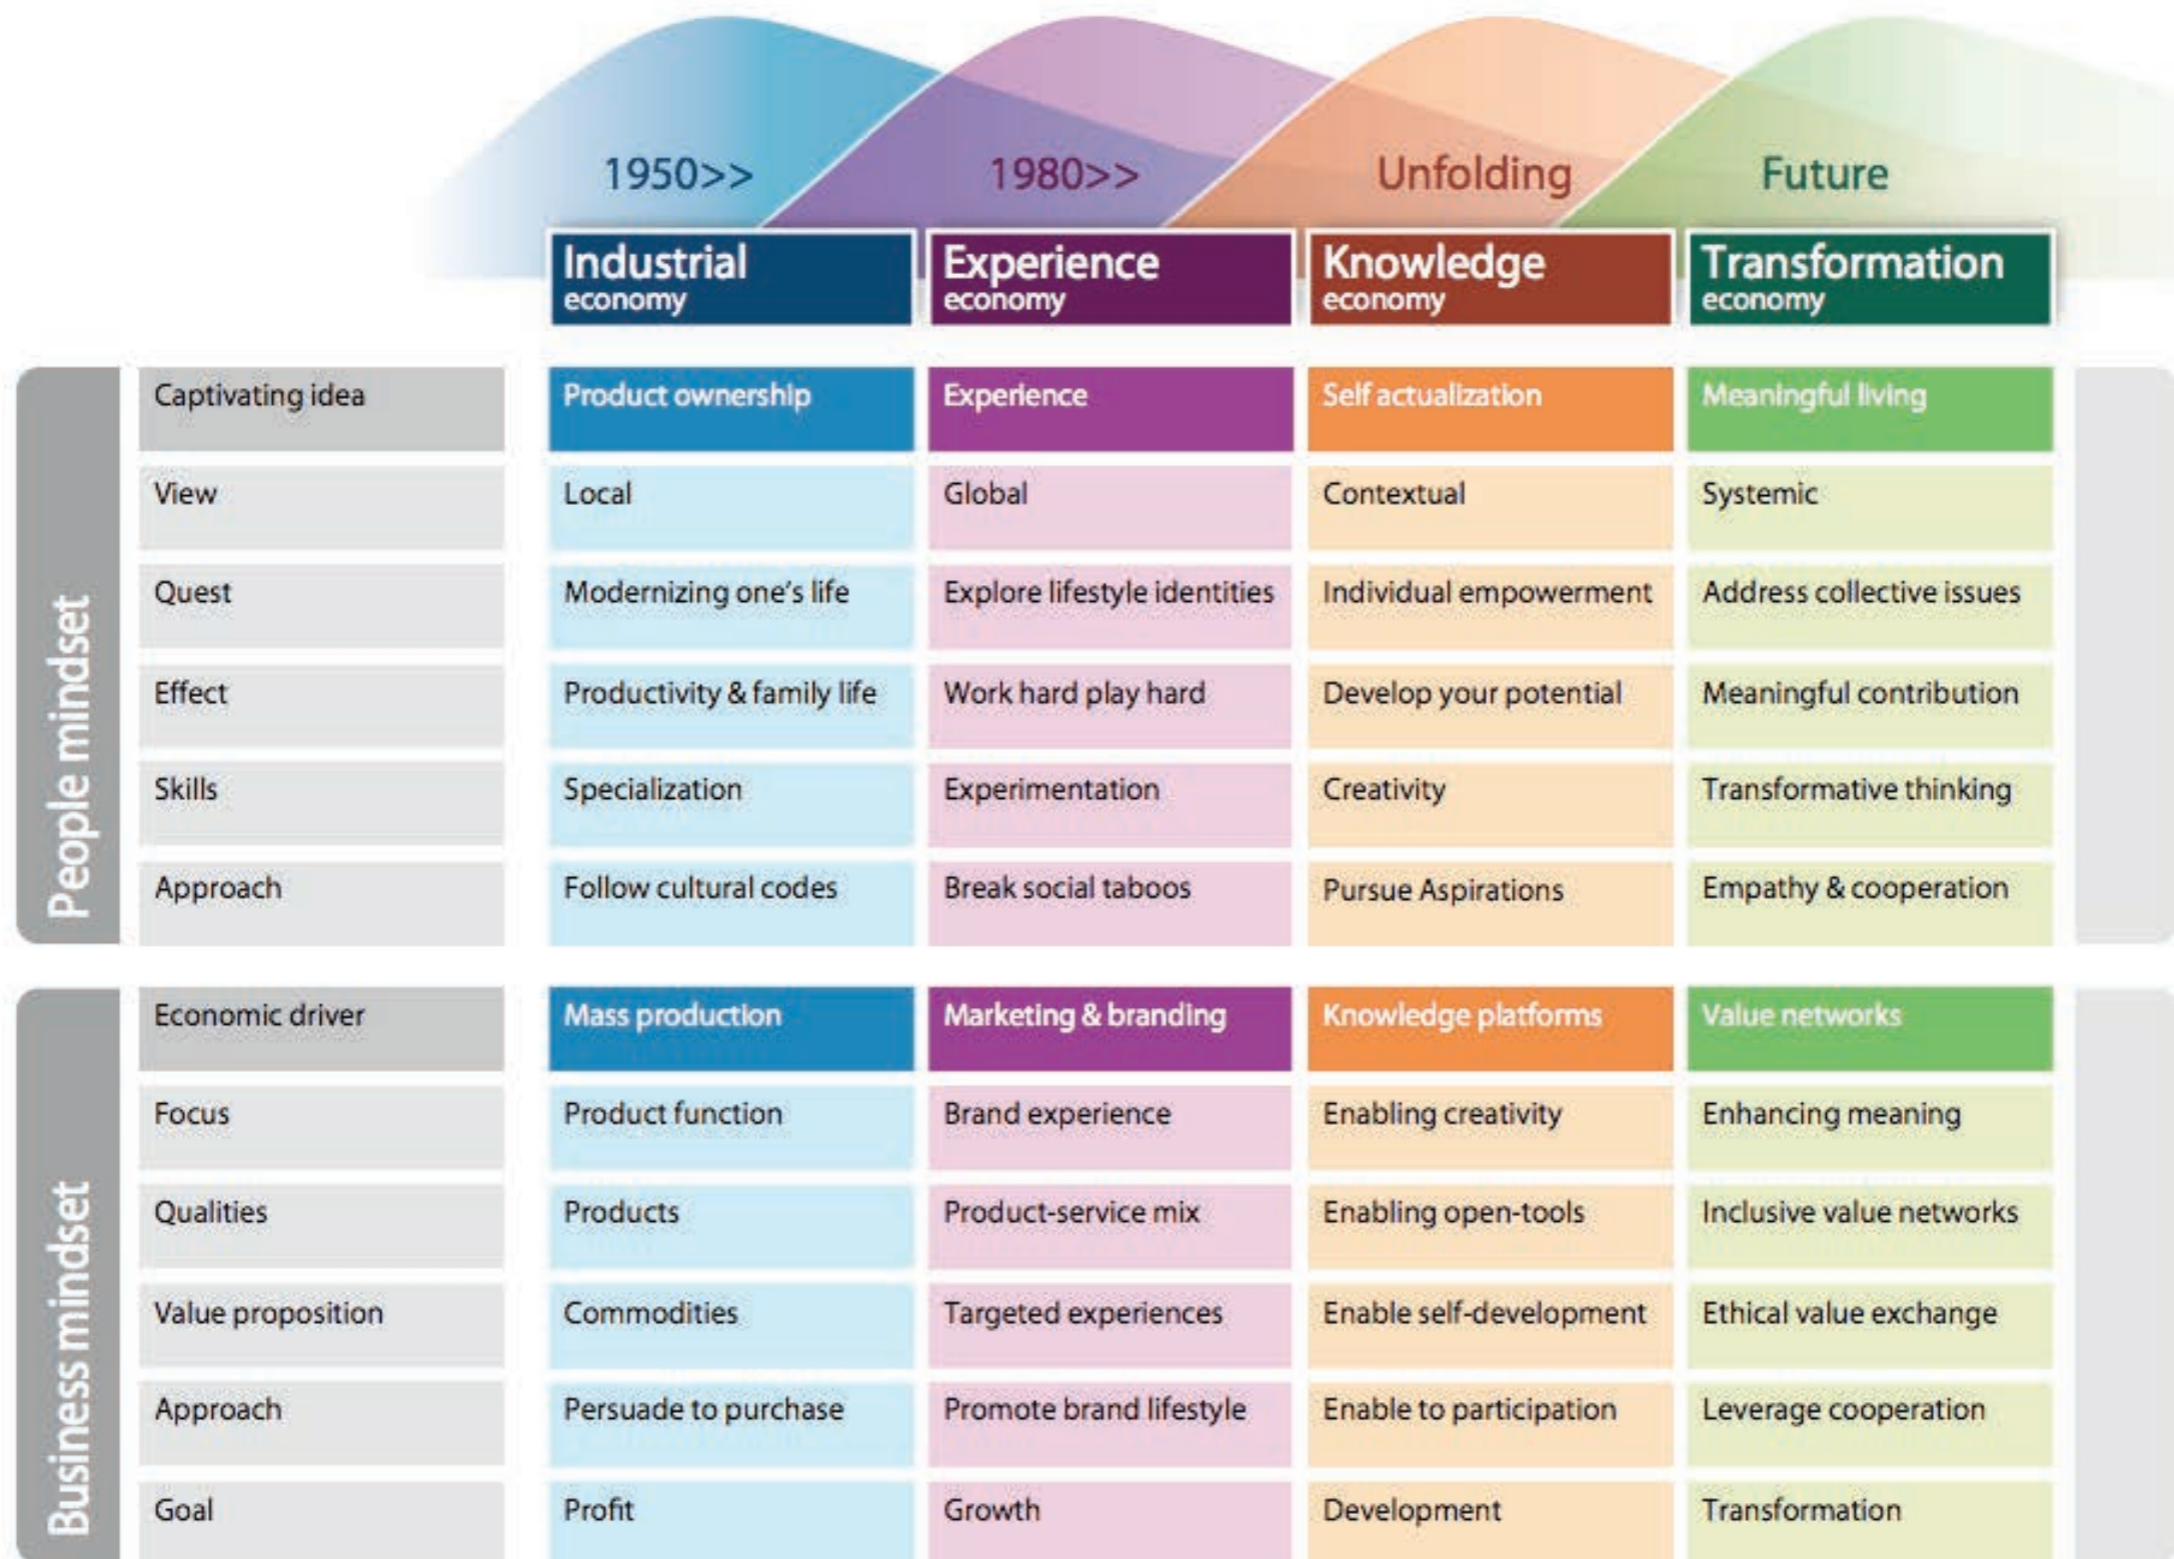 1950>> 1980>> Unfolding Future
Industrial Experience Knowledge Transformation
economy economy economy economy
People mindset
Captivating idea Product ownership Experience Self actualization Meaningful living
View Local Global Contextual Systemic
Quest Modernizing one's life Explore lifestyle identities Individual empowerment Address collective issues
Effect Productivity & family life Work hard play hard Develop your potential Meaningful contribution
Skills Specialization Experimentation Creativity Transformative thinking
Approach Follow cultural codes Break social taboos Pursue Aspirations Empathy & cooperation
Business mindset
Economic driver Mass production Marketing & branding Knowledge platforms Value networks
Focus Product function Brand experience Enabling creativity Enhancing meaning
Qualities Products Product-service mix Enabling open-tools Inclusive value networks
Value proposition Commodities Targeted experiences Enable self-development Ethical value exchange
Approach Persuade to purchase Promote brand lifestyle Enable to participation Leverage cooperation
Goal Profit Growth Development Transformation